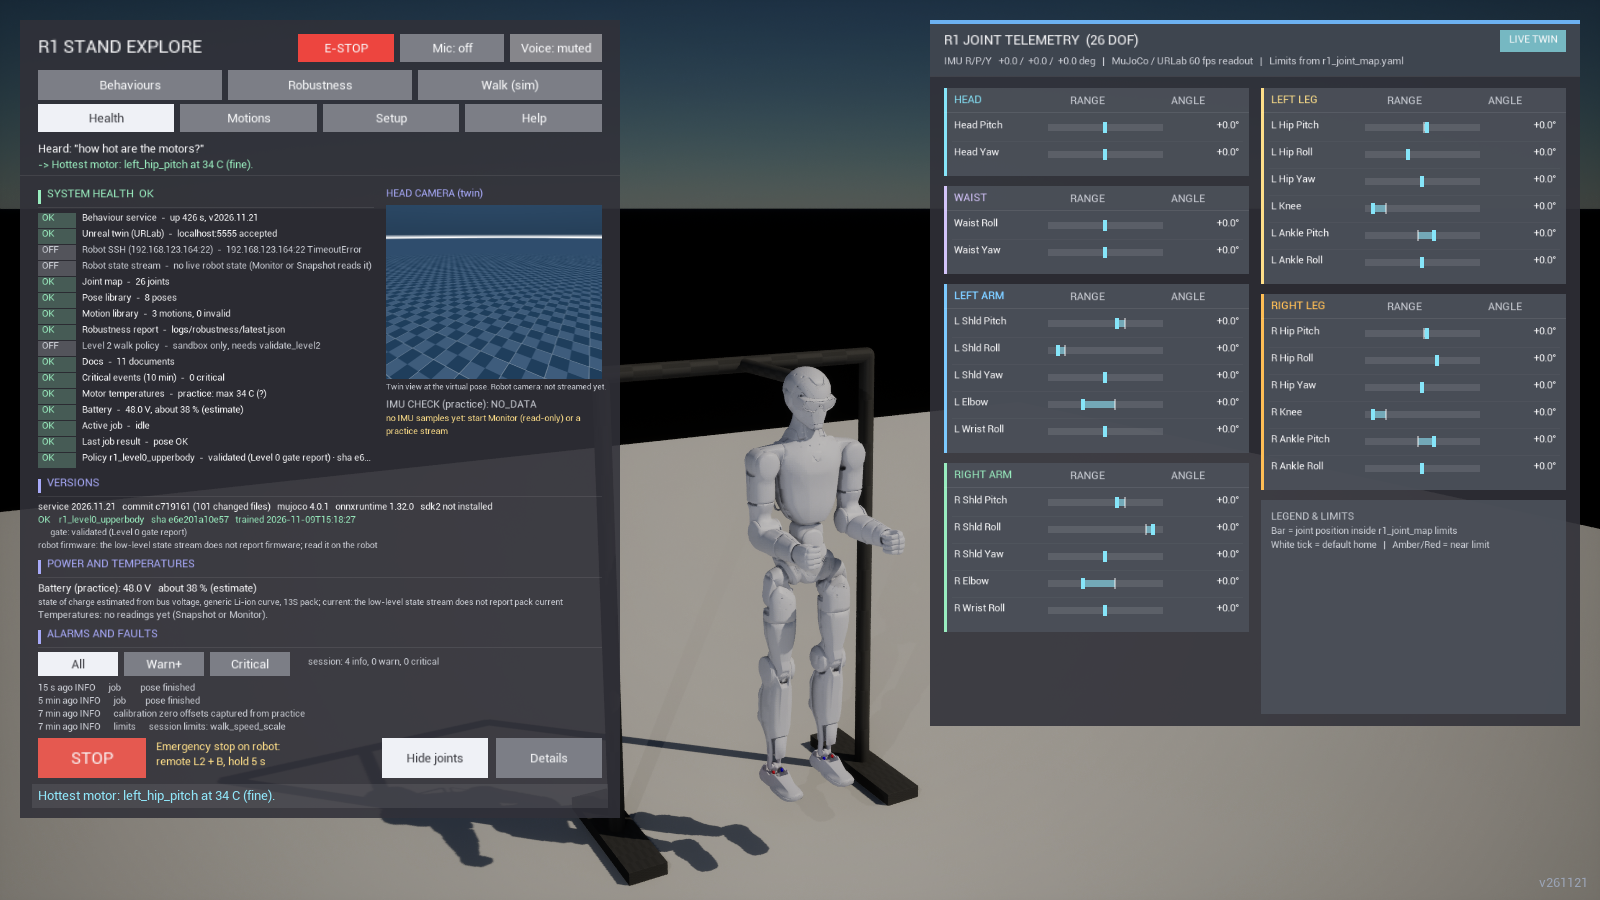 R1 STAND EXPLORE
E-STOP
Mic: off
Voice: muted
Behaviours
Robustness
Walk (sim)
Health
Motions
Setup
Help
Heard: "how hot are the motors?"
-> Hottest motor: left_hip_pitch at 34 C (fine).
SYSTEM HEALTH OK
OK Behaviour service - up 426 s, v2026.11.21
OK Unreal twin (URLab) - localhost:5555 accepted
OFF Robot SSH (192.168.123.164:22) - 192.168.123.164:22 TimeoutError
OFF Robot state stream - no live robot state (Monitor or Snapshot reads it)
OK Joint map - 26 joints
OK Pose library - 8 poses
OK Motion library - 3 motions, 0 invalid
OK Robustness report - logs/robustness/latest.json
OFF Level 2 walk policy - sandbox only, needs validate_level2
OK Docs - 11 documents
OK Critical events (10 min) - 0 critical
OK Motor temperatures - practice: max 34 C (?)
OK Battery - 48.0 V, about 38 % (estimate)
OK Active job - idle
OK Last job result - pose OK
OK Policy r1_level0_upperbody - validated (Level 0 gate report) · sha e6...
HEAD CAMERA (twin)
Twin view at the virtual pose. Robot camera: not streamed yet.
IMU CHECK (practice): NO_DATA
no IMU samples yet: start Monitor (read-only) or a
practice stream
VERSIONS
service 2026.11.21 commit c719161 (101 changed files) mujoco 4.0.1 onnxruntime 1.32.0 sdk2 not installed
OK r1_level0_upperbody sha e6e201a10e57 trained 2026-11-09T15:18:27
gate: validated (Level 0 gate report)
robot firmware: the low-level state stream does not report firmware; read it on the robot
POWER AND TEMPERATURES
Battery (practice): 48.0 V about 38 % (estimate)
state of charge estimated from bus voltage, generic Li-ion curve, 13S pack; current: the low-level state stream does not report pack current
Temperatures: no readings yet (Snapshot or Monitor).
ALARMS AND FAULTS
All
Warn+
Critical
session: 4 info, 0 warn, 0 critical
15 s ago INFO job pose finished
5 min ago INFO job pose finished
7 min ago INFO calibration zero offsets captured from practice
7 min ago INFO limits session limits: walk_speed_scale
STOP
Emergency stop on robot:
remote L2 + B, hold 5 s
Hide joints
Details
Hottest motor: left_hip_pitch at 34 C (fine).
R1 JOINT TELEMETRY (26 DOF)
LIVE TWIN
IMU R/P/Y +0.0 / +0.0 / +0.0 deg | MuJoCo / URLab 60 fps readout | Limits from r1_joint_map.yaml
HEAD RANGE ANGLE
Head Pitch +0.0°
Head Yaw +0.0°
WAIST RANGE ANGLE
Waist Roll +0.0°
Waist Yaw +0.0°
LEFT ARM RANGE ANGLE
L Shld Pitch +0.0°
L Shld Roll +0.0°
L Shld Yaw +0.0°
L Elbow +0.0°
L Wrist Roll +0.0°
RIGHT ARM RANGE ANGLE
R Shld Pitch +0.0°
R Shld Roll +0.0°
R Shld Yaw +0.0°
R Elbow +0.0°
R Wrist Roll +0.0°
LEFT LEG RANGE ANGLE
L Hip Pitch +0.0°
L Hip Roll +0.0°
L Hip Yaw +0.0°
L Knee +0.0°
L Ankle Pitch +0.0°
L Ankle Roll +0.0°
RIGHT LEG RANGE ANGLE
R Hip Pitch +0.0°
R Hip Roll +0.0°
R Hip Yaw +0.0°
R Knee +0.0°
R Ankle Pitch +0.0°
R Ankle Roll +0.0°
LEGEND & LIMITS
Bar = joint position inside r1_joint_map limits
White tick = default home | Amber/Red = near limit
v261121